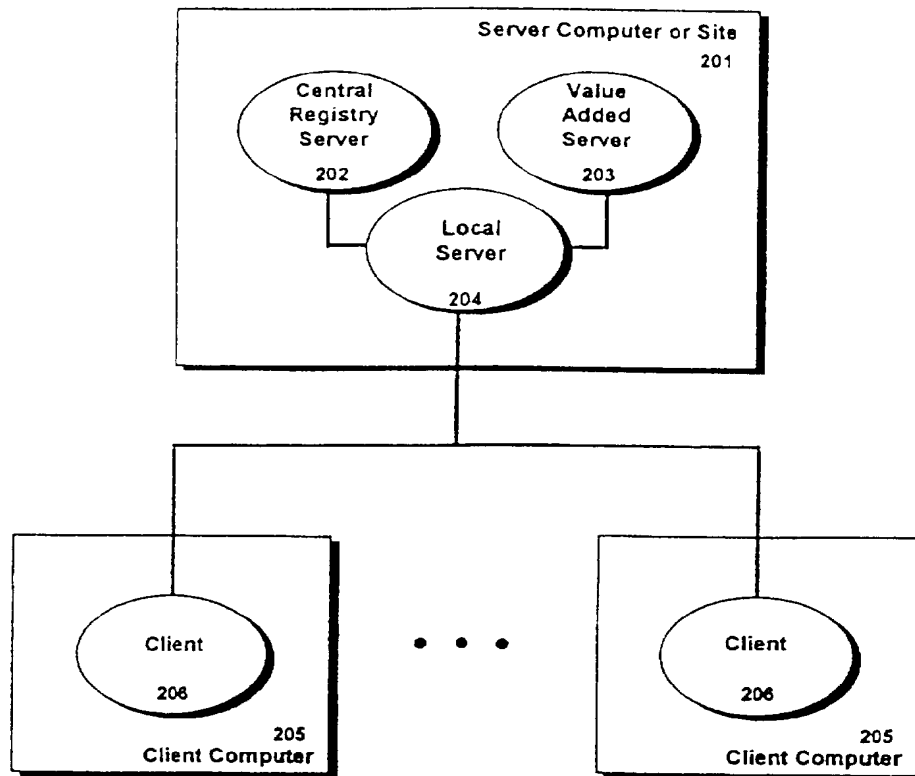 Server Computer or Site
201
Central
Registry
Server
202
Value
Added
Server
203
Local
Server
204
Client
206
205
Client Computer
Client
206
205
Client Computer